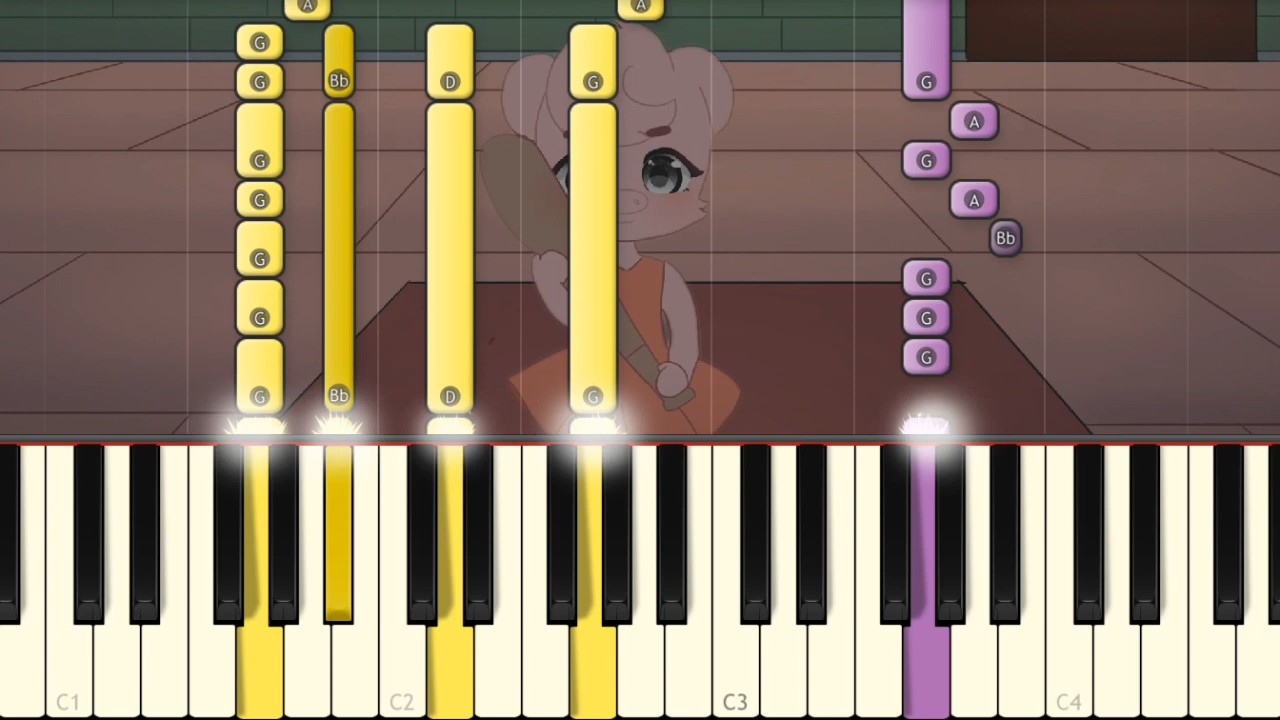 A A
G
G Bb D G G
A
G G
G A
G Bb
G
G G
G
G Bb D G
C1 C2 C3 C4